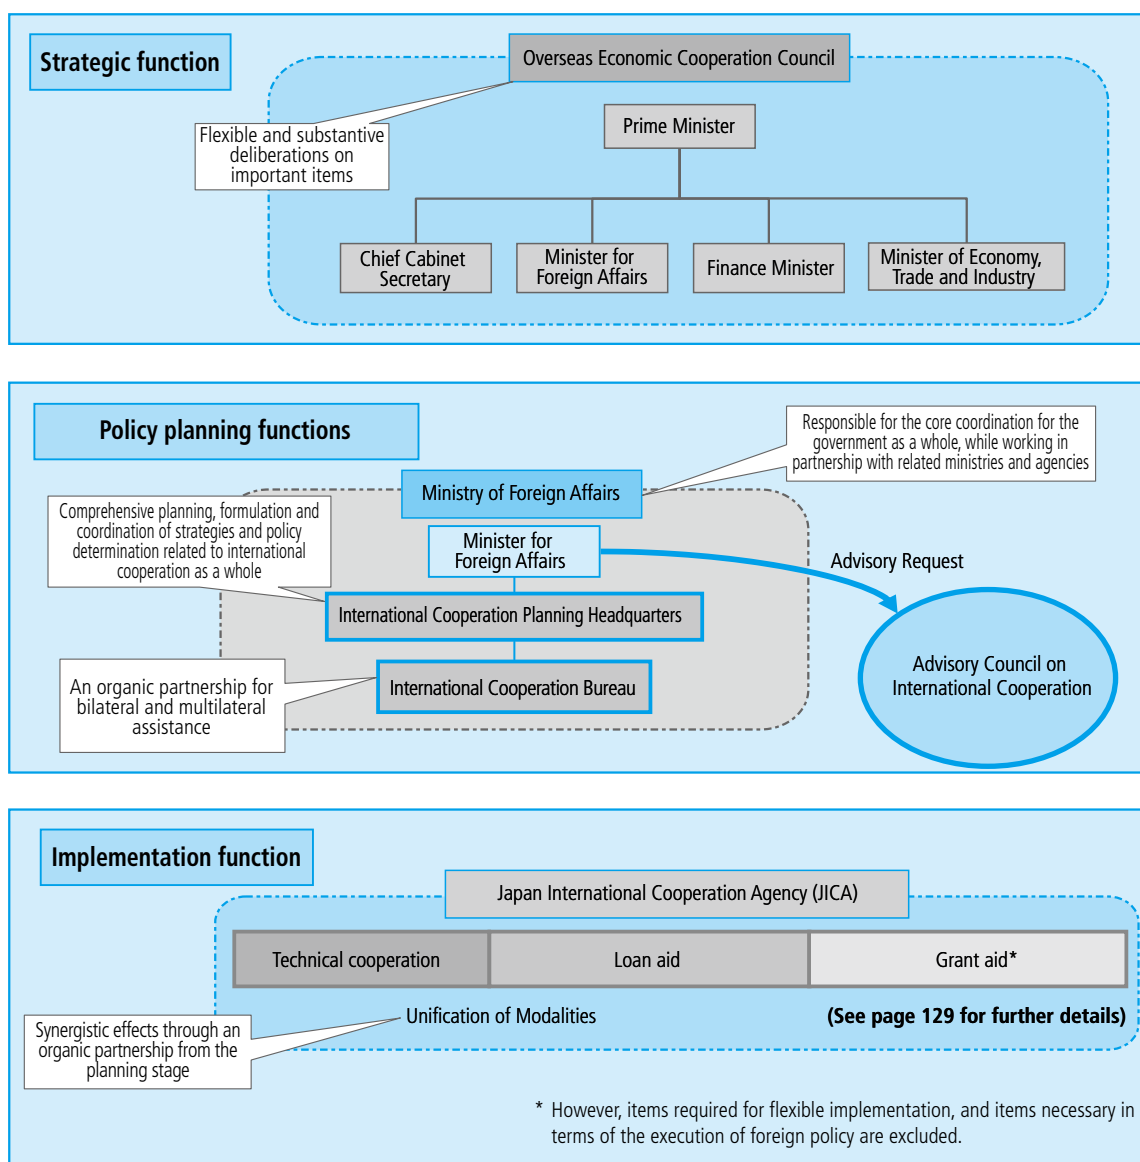 Strategic function
Overseas Economic Cooperation Council
Flexible and substantive
deliberations on
important items
Prime Minister
Chief Cabinet
Secretary
Minister for
Foreign Affairs
Finance Minister
Minister of Economy,
Trade and Industry
Policy planning functions
Responsible for the core coordination for the
government as a whole, while working in
partnership with related ministries and agencies
Ministry of Foreign Affairs
Comprehensive planning, formulation and
coordination of strategies and policy
determination related to international
cooperation as a whole
Minister for
Foreign Affairs
Advisory Request
International Cooperation Planning Headquarters
Advisory Council on
International Cooperation
An organic partnership for
bilateral and multilateral
assistance
International Cooperation Bureau
Implementation function
Japan International Cooperation Agency (JICA)
Technical cooperation
Loan aid
Grant aid*
Unification of Modalities
(See page 129 for further details)
Synergistic effects through an
organic partnership from the
planning stage
* However, items required for flexible implementation, and items necessary in
terms of the execution of foreign policy are excluded.